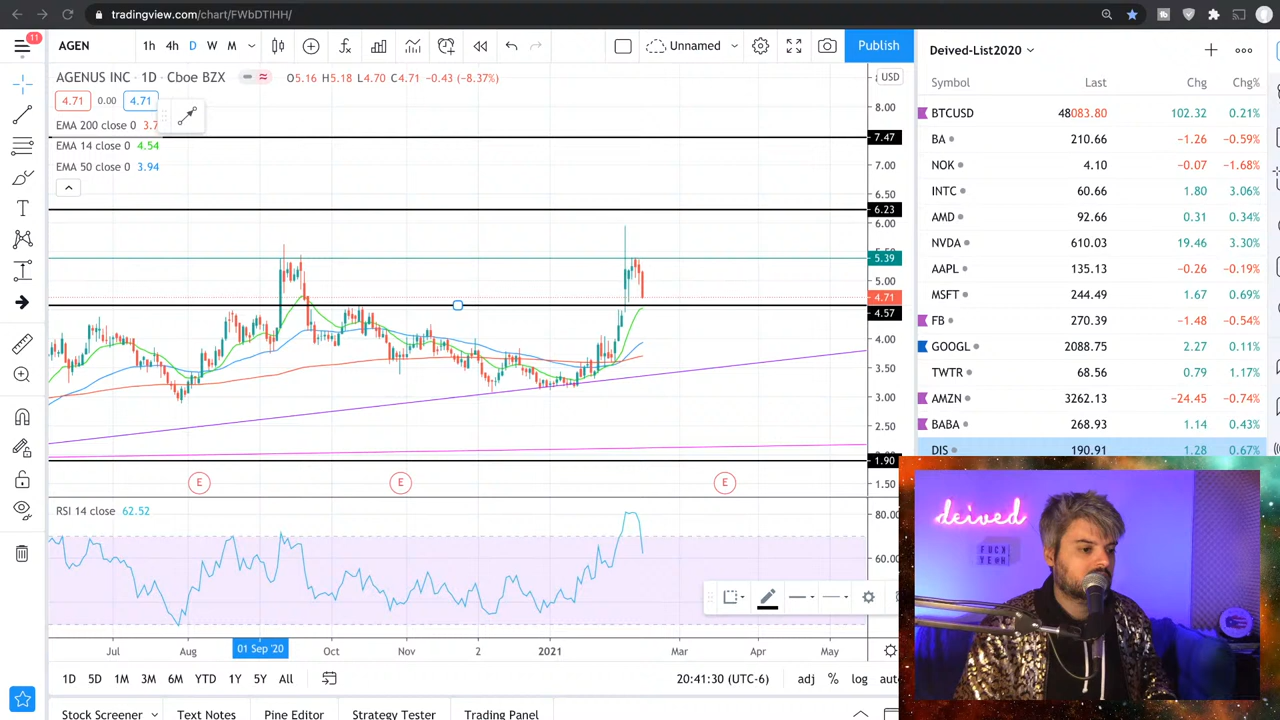 tradingview.com/chart/FWbDTIHH/
11
AGEN 1h 4h D W M Unnamed Publish
AGENUS INC • 1D • Cboe BZX O5.16 H5.18 L4.70 C4.71 −0.43 (−8.37%)
4.71 0.00 4.71
EMA 200 close 0
EMA 14 close 0
EMA 50 close 0 3.94
USD
8.00
7.47
7.00
6.50
6.23
6.00
5.39
5.00
4.71
4.57
4.00
3.50
3.00
2.50
1.90
1.50
E E E
RSI 14 close 62.52
80.00
60.00
Jul Aug 01 Sep '20 Oct Nov 2 2021 Mar Apr May
1D 5D 1M 3M 6M YTD 1Y 5Y All 20:41:30 (UTC-6) adj % log auto
Stock Screener Text Notes Pine Editor Strategy Tester Trading Panel
Deived-List2020
Symbol Last Chg Chg%
BTCUSD 48083.80 102.32 0.21%
BA 210.66 −1.26 −0.59%
NOK 4.10 −0.07 −1.68%
INTC 60.66 1.80 3.06%
AMD 92.66 0.31 0.34%
NVDA 610.03 19.46 3.30%
AAPL 135.13 −0.26 −0.19%
MSFT 244.49 1.67 0.69%
FB 270.39 −1.48 −0.54%
GOOGL 2088.75 2.27 0.11%
TWTR 68.56 0.79 1.17%
AMZN 3262.13 −24.45 −0.74%
BABA 268.93 1.14 0.43%
DIS 190.91 1.28 0.67%
deived